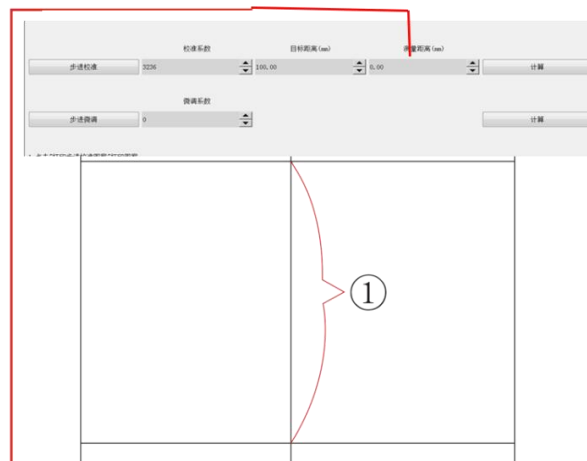 校准系数 目标距离(mm) 测量距离(mm)
步进校准 3236 100.00 0.00 计算
微调系数
步进微调 0 计算
①